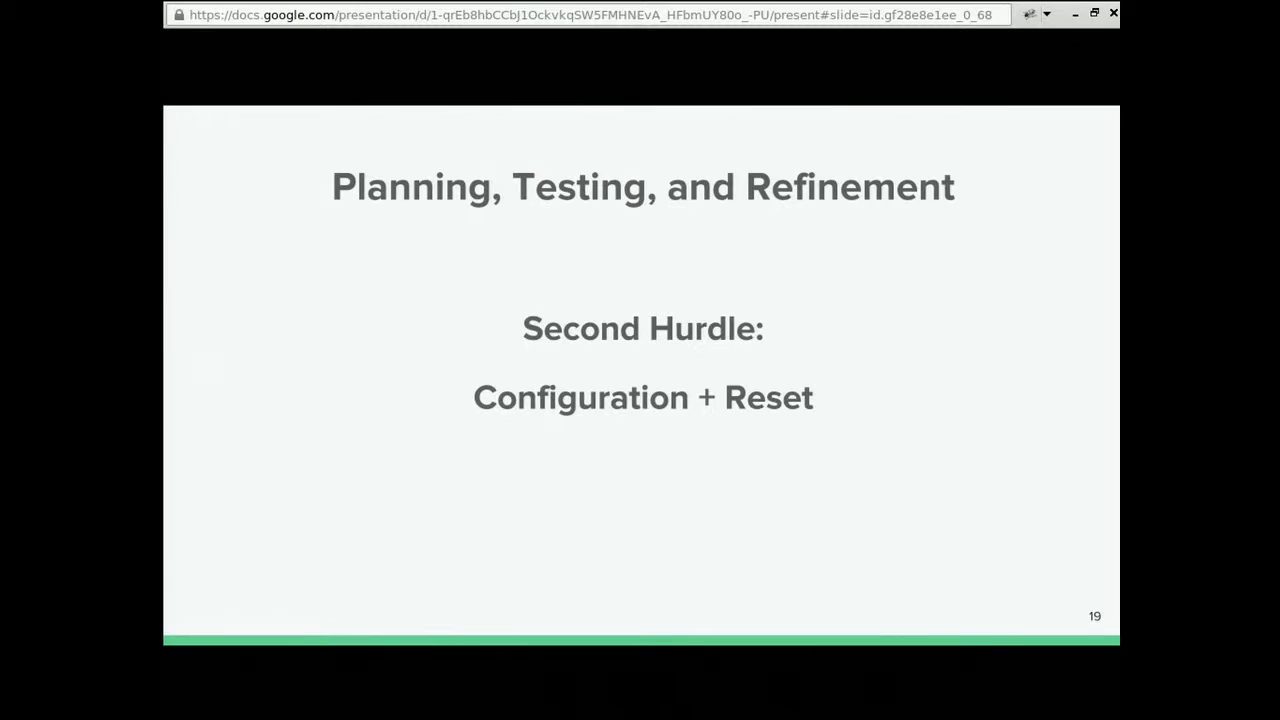 https://docs.google.com/presentation/d/1-qrEb8hbCCbJ1OckvkqSW5FMHNEvA_HFbmUY80o_-PU/present#slide=id.gf28e8e1ee_0_68
Planning, Testing, and Refinement
Second Hurdle:
Configuration + Reset
19